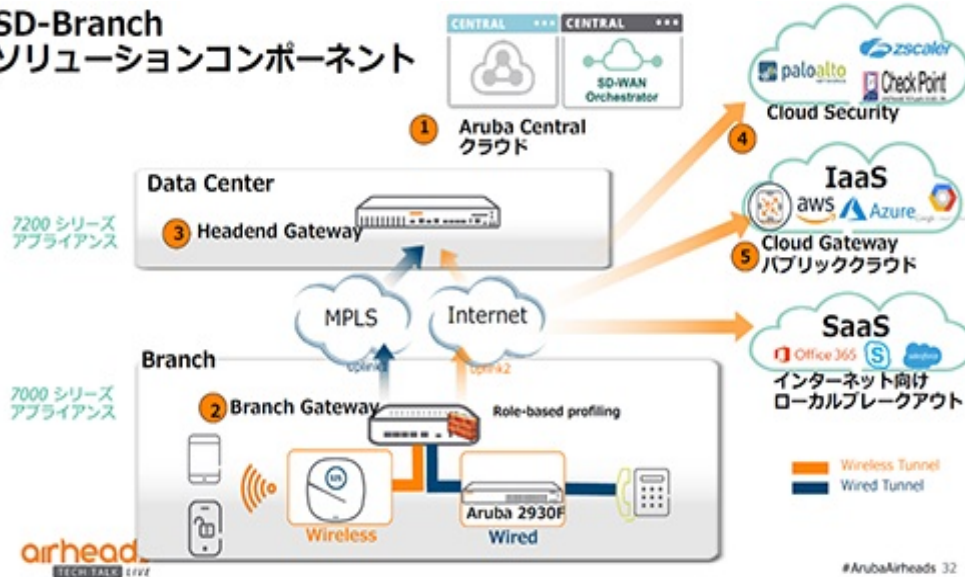 SD-Branch
ソリューションコンポーネント
CENTRAL
CENTRAL
SD-WAN
Orchestrator
1
Aruba Central
クラウド
paloalto
zscaler
Check Point
Cloud Security
4
Data Center
7200 シリーズ
アプライアンス
3 Headend Gateway
IaaS
aws
Azure
5
Cloud Gateway
パブリッククラウド
MPLS
Internet
SaaS
Office 365
S
salesforce
インターネット向け
ローカルブレークアウト
Branch
uplink2
7000 シリーズ
アプライアンス
2 Branch Gateway
Role-based profiling
Wireless
Aruba 2930F
Wired
Wireless Tunnel
Wired Tunnel
airheads
TECH TALK LIVE
#ArubaAirheads 32